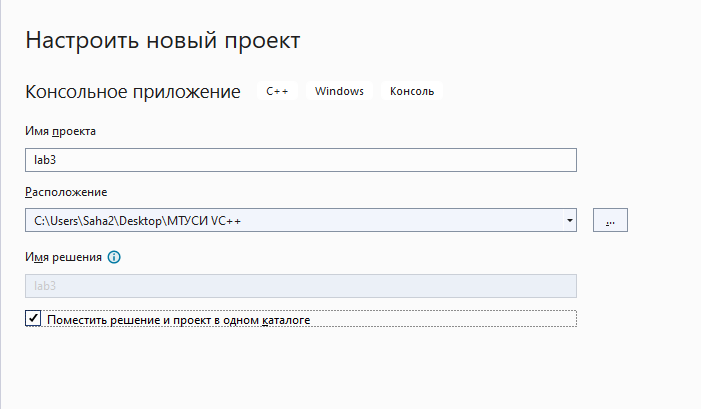 Настроить новый проект
Консольное приложение C++ Windows Консоль
Имя проекта
lab3
Расположение
C:\Users\Saha2\Desktop\МТУСИ VC++
...
Имя решения
lab3
Поместить решение и проект в одном каталоге